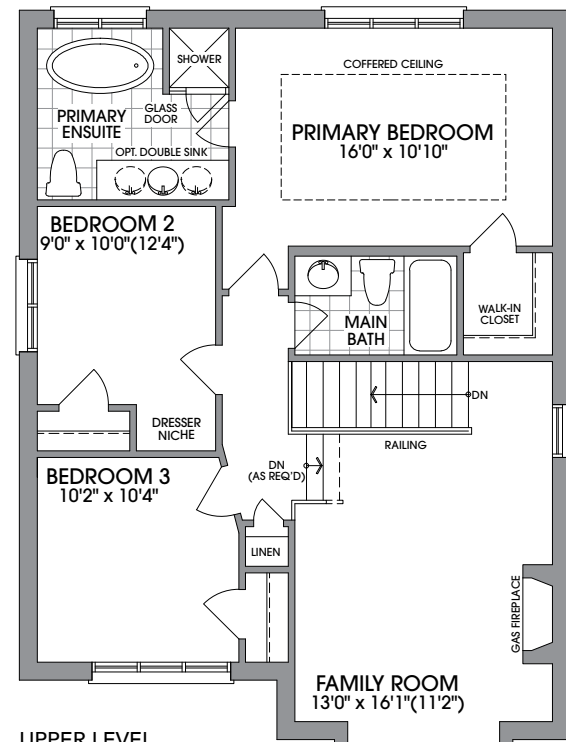 SHOWER
COFFERED CEILING
PRIMARY
ENSUITE
GLASS
DOOR
OPT. DOUBLE SINK
PRIMARY BEDROOM
16'0" x 10'10"
BEDROOM 2
9'0" x 10'0"(12'4")
MAIN
BATH
WALK-IN
CLOSET
DRESSER
NICHE
DN
RAILING
DN
(AS REQ'D)
BEDROOM 3
10'2" x 10'4"
LINEN
GAS FIREPLACE
FAMILY ROOM
13'0" x 16'1"(11'2")
UPPER LEVEL